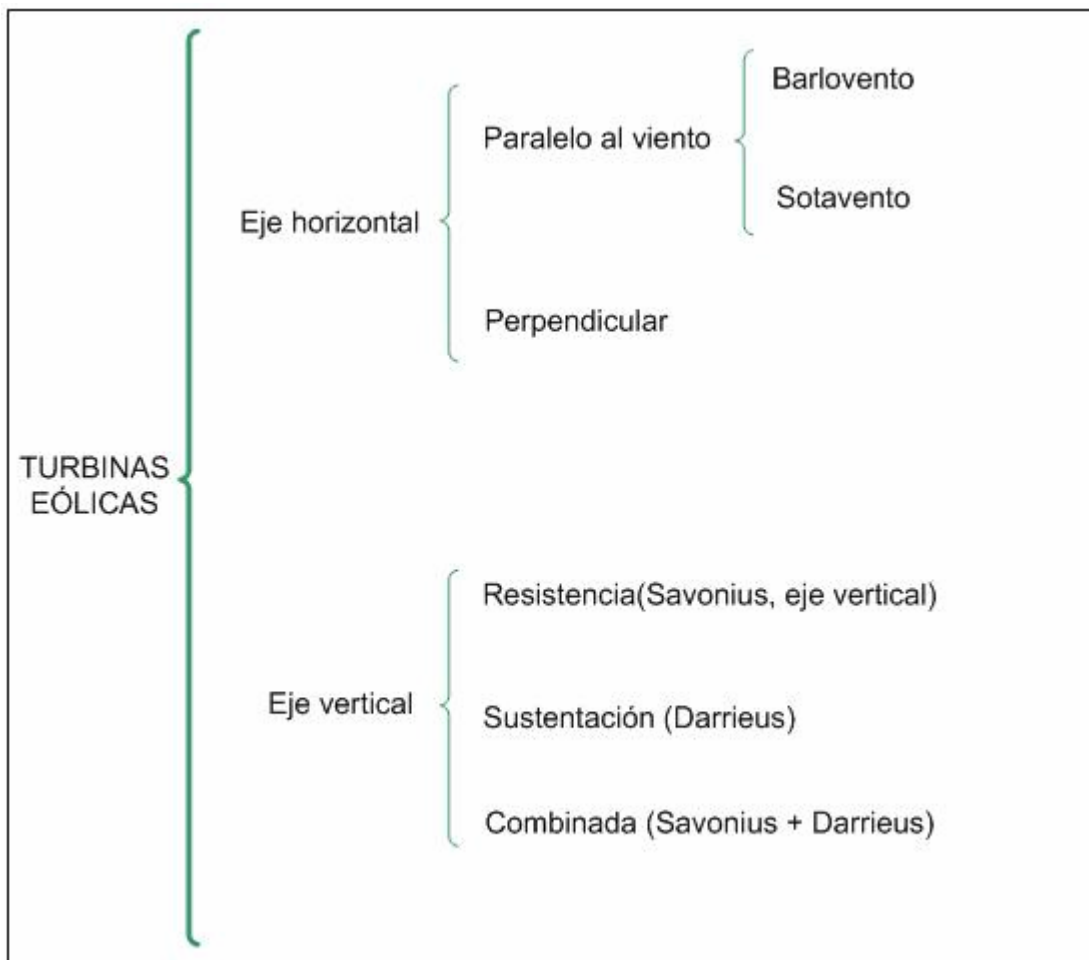 TURBINAS
EÓLICAS
Eje horizontal
Paralelo al viento
Barlovento
Sotavento
Perpendicular
Eje vertical
Resistencia(Savonius, eje vertical)
Sustentación (Darrieus)
Combinada (Savonius + Darrieus)